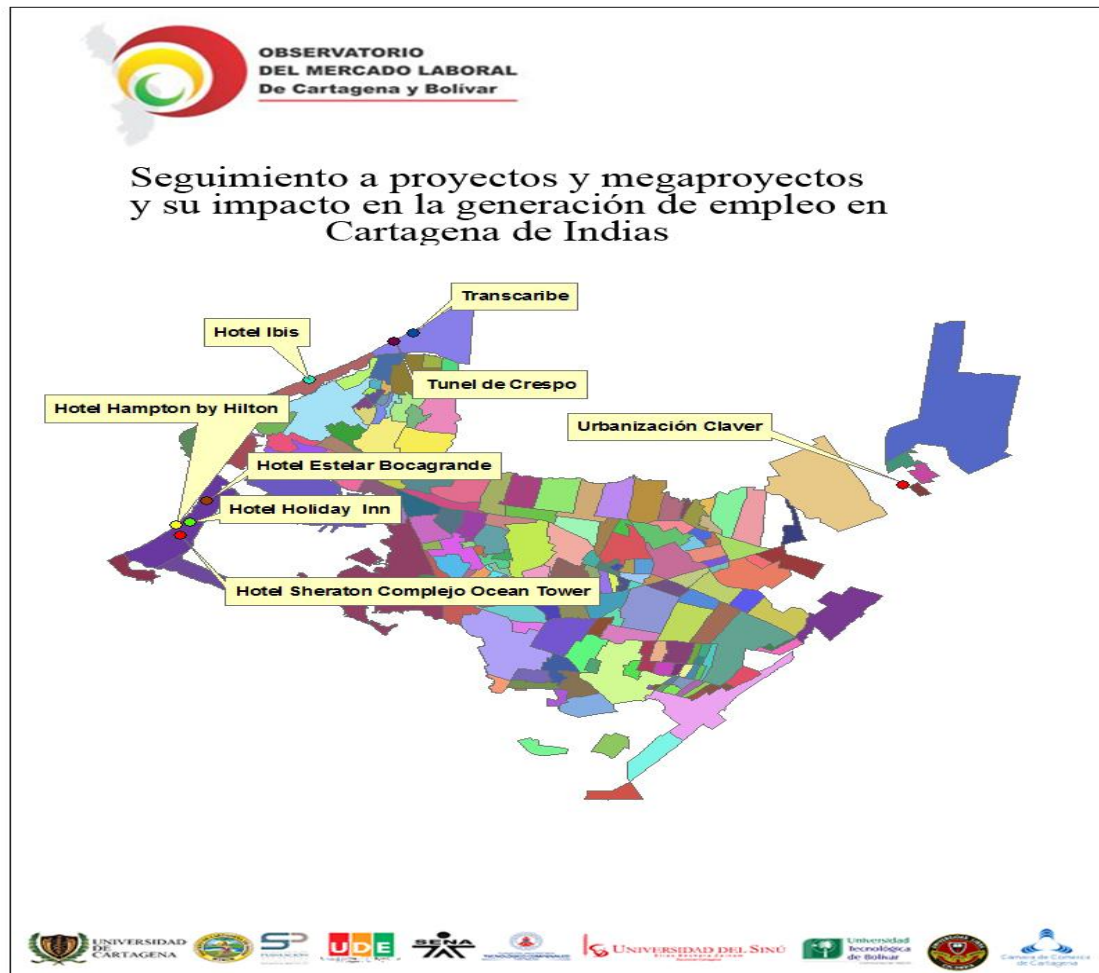 OBSERVATORIO
DEL MERCADO LABORAL
De Cartagena y Bolívar
Seguimiento a proyectos y megaproyectos
y su impacto en la generación de empleo en
Cartagena de Indias
Transcaribe
Hotel Ibis
Tunel de Crespo
Hotel Hampton by Hilton
Urbanización Claver
Hotel Estelar Bocagrande
Hotel Holiday Inn
Hotel Sheraton Complejo Ocean Tower
UNIVERSIDAD
DE
CARTAGENA
SP
UDE
SENA
UNIVERSIDAD DEL SINÚ
Universidad
Tecnológica
de Bolívar
Cámara de Comercio
de Cartagena